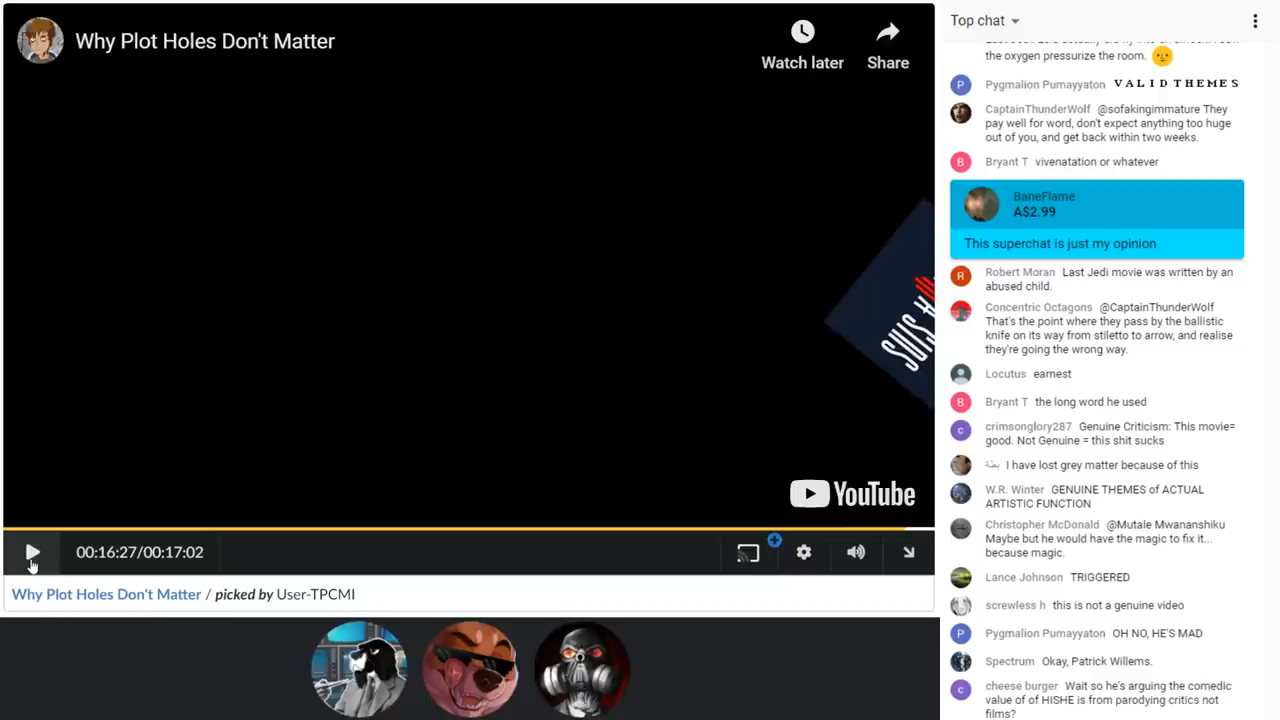 Why Plot Holes Don't Matter
Watch later
Share
SUS
YouTube
00:16:27/00:17:02
Why Plot Holes Don't Matter / picked by User-TPCMI
Top chat
the oxygen pressurize the room.
P Pygmalion Pumayyaton V A L I D T H E M E S
CaptainThunderWolf @sofakingimmature They
pay well for word, don't expect anything too huge
out of you, and get back within two weeks.
B Bryant T vivenatation or whatever
BaneFlame
A$2.99
This superchat is just my opinion
R Robert Moran Last Jedi movie was written by an
abused child.
Concentric Octagons @CaptainThunderWolf
That's the point where they pass by the ballistic
knife on its way from stiletto to arrow, and realise
they're going the wrong way.
Locutus earnest
B Bryant T the long word he used
c crimsonglory287 Genuine Criticism: This movie=
good. Not Genuine = this shit sucks
بطة I have lost grey matter because of this
W.R. Winter GENUINE THEMES of ACTUAL
ARTISTIC FUNCTION
Christopher McDonald @Mutale Mwananshiku
Maybe but he would have the magic to fix it...
because magic.
Lance Johnson TRIGGERED
screwless h this is not a genuine video
P Pygmalion Pumayyaton OH NO, HE'S MAD
Spectrum Okay, Patrick Willems.
c cheese burger Wait so he's arguing the comedic
value of of HISHE is from parodying critics not
films?